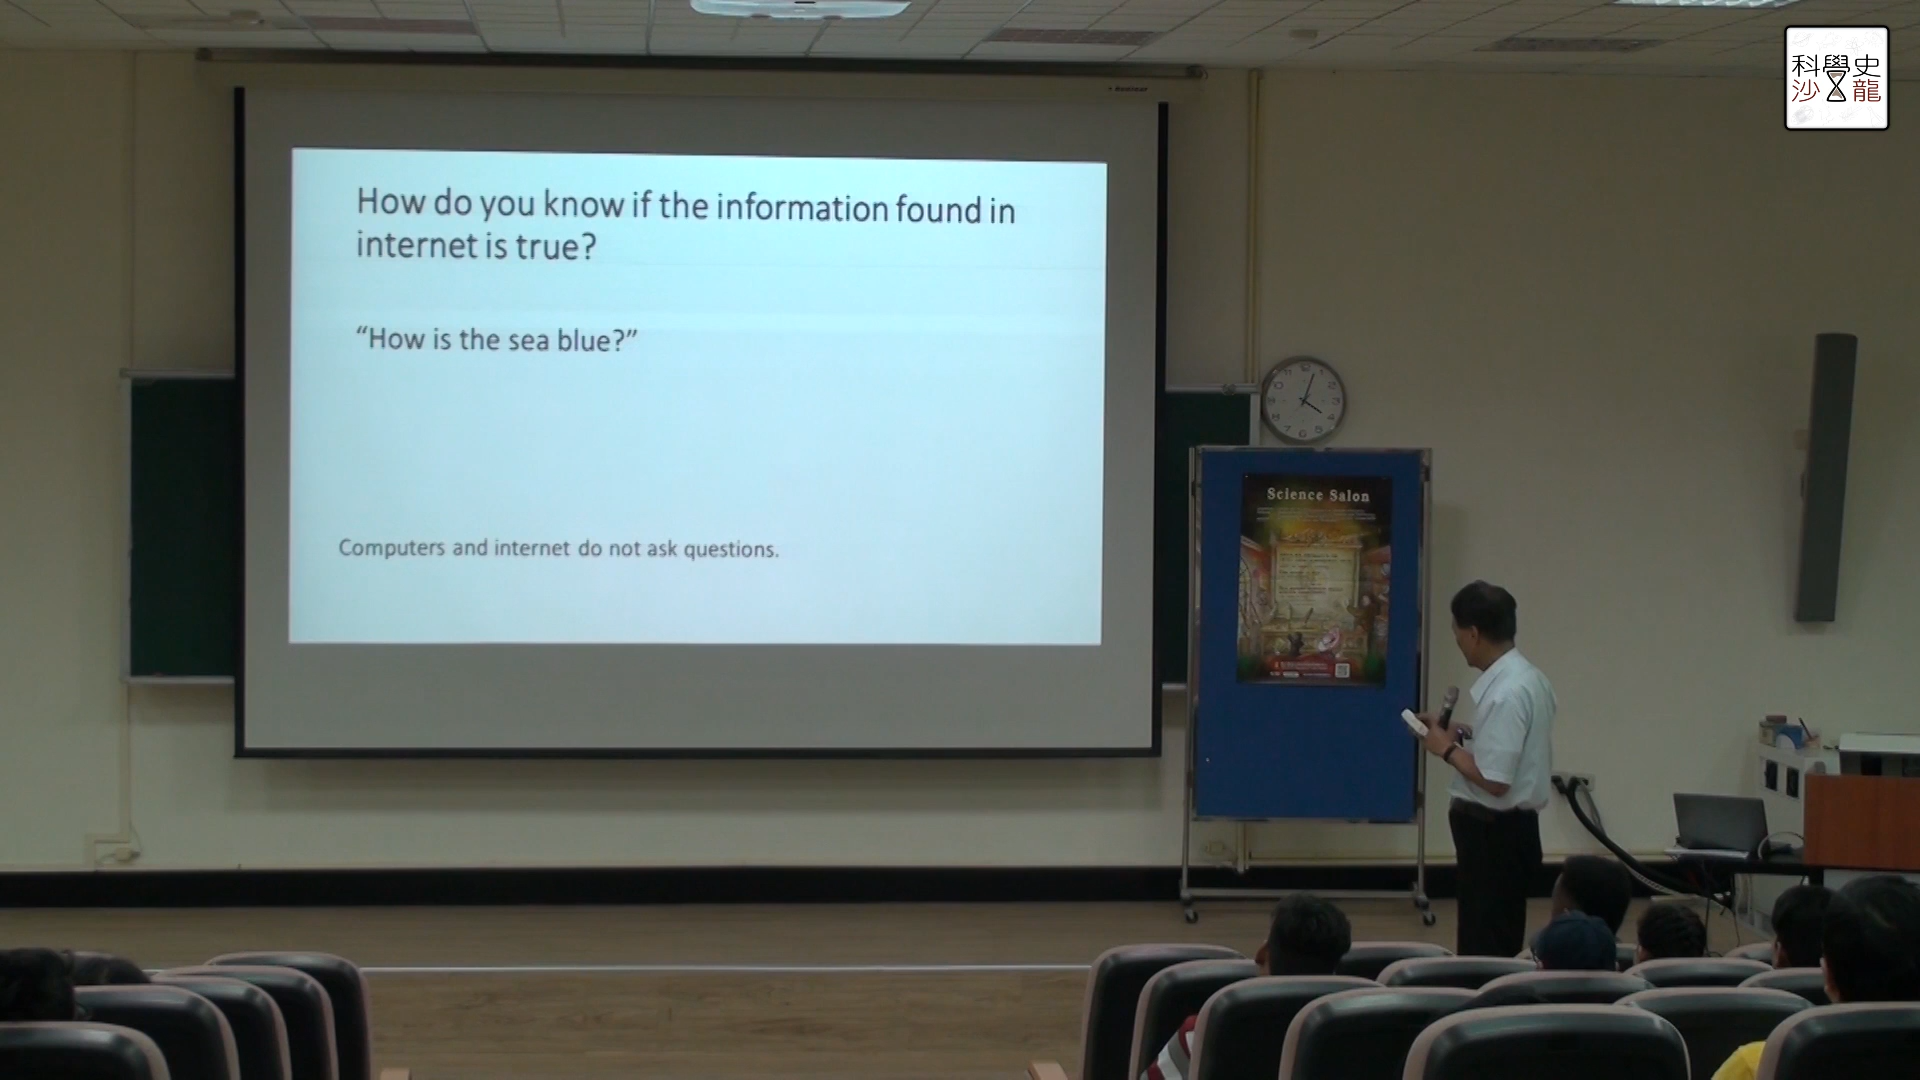 How do you know if the information found in
internet is true?
“How is the sea blue?”
Computers and internet do not ask questions.
科學史
沙龍
Science Salon